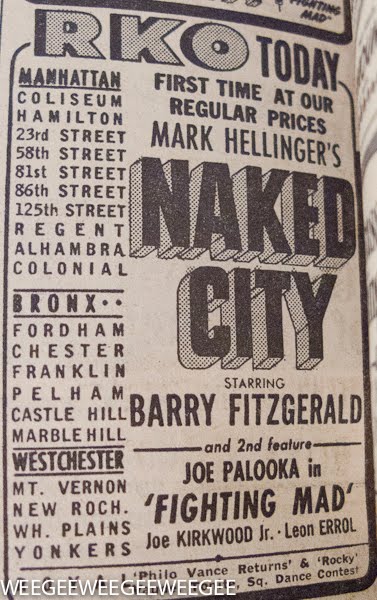 FIGHTING
MAD"
RKO TODAY
MANHATTAN
COLISEUM
HAMILTON
23rd STREET
58th STREET
81st STREET
86th STREET
125th STREET
REGENT
ALHAMBRA
COLONIAL
BRONX··
FORDHAM
CHESTER
FRANKLIN
PELHAM
CASTLE HILL
MARBLE HILL
WESTCHESTER
MT. VERNON
NEW ROCH.
WH. PLAINS
YONKERS
FIRST TIME AT OUR
REGULAR PRICES
MARK HELLINGER'S
NAKED
CITY
STARRING
BARRY FITZGERALD
and 2nd feature
JOE PALOOKA in
'FIGHTING MAD'
Joe KIRKWOOD Jr. · Leon ERROL
'Philo Vance Returns' & 'Rocky'
Sq. Dance Contest
WEEGEEWEEGEEWEEGEE